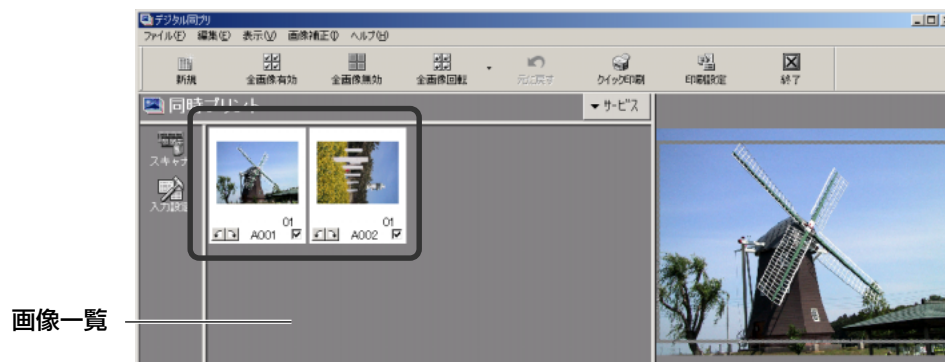 デジタル同プリ
ファイル(F) 編集(E) 表示(V) 画像補正(I) ヘルプ(H)
新規 全画像有効 全画像無効 全画像回転 元に戻す クイック印刷 印刷設定 終了
同時プリント ▼サービス
スキャナ
入力設定
01 01
A001 A002
画像一覧